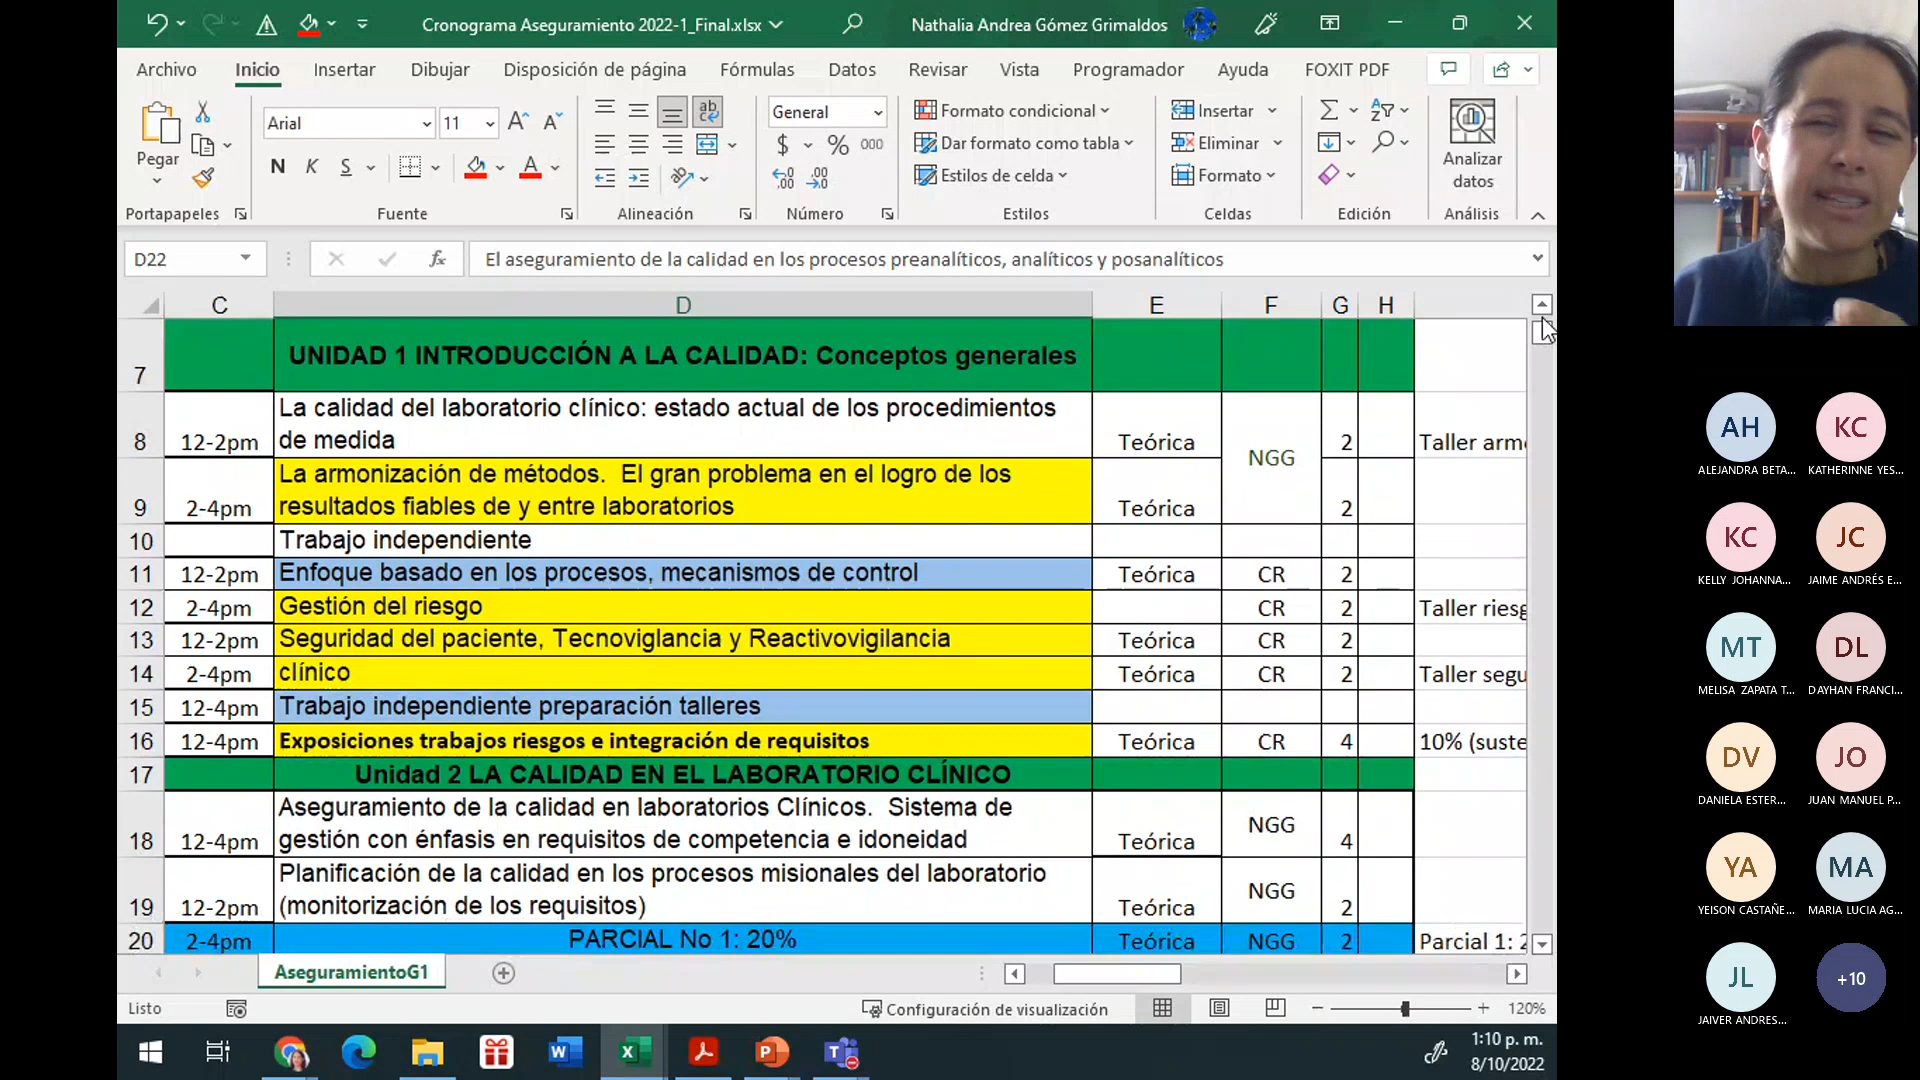 Cronograma Aseguramiento 2022-1_Final.xlsx
Nathalia Andrea Gómez Grimaldos
Archivo Inicio Insertar Dibujar Disposición de página Fórmulas Datos Revisar Vista Programador Ayuda FOXIT PDF
Pegar
Arial 11
N K S
General
$ % 000
Formato condicional
Dar formato como tabla
Estilos de celda
Insertar
Eliminar
Formato
Analizar
datos
Portapapeles Fuente Alineación Número Estilos Celdas Edición Análisis
D22
fx El aseguramiento de la calidad en los procesos preanalíticos, analíticos y posanalíticos
C D E F G H
7 UNIDAD 1 INTRODUCCIÓN A LA CALIDAD: Conceptos generales
La calidad del laboratorio clínico: estado actual de los procedimientos
8 12-2pm de medida Teórica NGG 2 Taller arm
La armonización de métodos. El gran problema en el logro de los
9 2-4pm resultados fiables de y entre laboratorios Teórica 2
10 Trabajo independiente
11 12-2pm Enfoque basado en los procesos, mecanismos de control Teórica CR 2
12 2-4pm Gestión del riesgo CR 2 Taller riesg
13 12-2pm Seguridad del paciente, Tecnoviglancia y Reactivovigilancia Teórica CR 2
14 2-4pm clínico Teórica CR 2 Taller segu
15 12-4pm Trabajo independiente preparación talleres
16 12-4pm Exposiciones trabajos riesgos e integración de requisitos Teórica CR 4 10% (suste
17 Unidad 2 LA CALIDAD EN EL LABORATORIO CLÍNICO
Aseguramiento de la calidad en laboratorios Clínicos. Sistema de
18 12-4pm gestión con énfasis en requisitos de competencia e idoneidad Teórica NGG 4
Planificación de la calidad en los procesos misionales del laboratorio
19 12-2pm (monitorización de los requisitos) Teórica NGG 2
20 2-4pm PARCIAL No 1: 20% Teórica NGG 2 Parcial 1: 2
AseguramientoG1
Listo
Configuración de visualización
120%
1:10 p. m.
8/10/2022
AH KC
ALEJANDRA BETA... KATHERINNE YES...
KC JC
KELLY JOHANNA... JAIME ANDRÉS E...
MT DL
MELISA ZAPATA T... DAYHAN FRANCI...
DV JO
DANIELA ESTER... JUAN MANUEL P...
YA MA
YEISON CASTAÑE... MARIA LUCIA AG...
JL +10
JAIVER ANDRES...